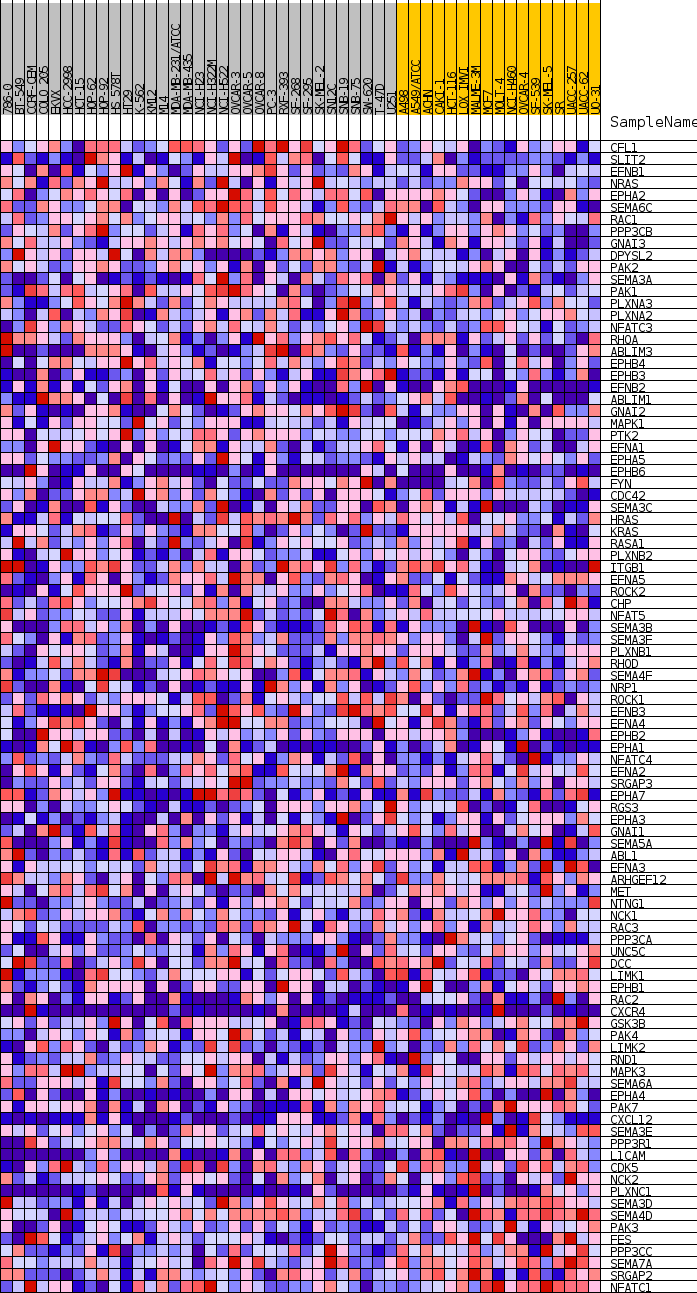 786-0
BT-549
CCRF-CEM
COLO 205
EKVX
HCC-2998
HCT-15
HOP-62
HOP-92
HS 578T
HT29
K-562
KM12
M14
MDA-MB-231/ATCC
MDA-MB-435
NCI-H23
NCI-H322M
NCI-H522
OVCAR-3
OVCAR-5
OVCAR-8
PC-3
RXF-393
SF-268
SF-295
SK-MEL-2
SN12C
SNB-19
SNB-75
SW-620
T-47D
U251
A498
A549/ATCC
ACHN
CAKI-1
HCT-116
LOX IMVI
MALME-3M
MCF7
MOLT-4
NCI-H460
OVCAR-4
SF-539
SK-MEL-5
SR
UACC-257
UACC-62
UO-31
SampleName
CFL1
SLIT2
EFNB1
NRAS
EPHA2
SEMA6C
RAC1
PPP3CB
GNAI3
DPYSL2
PAK2
SEMA3A
PAK1
PLXNA3
PLXNA2
NFATC3
RHOA
ABLIM3
EPHB4
EPHB3
EFNB2
ABLIM1
GNAI2
MAPK1
PTK2
EFNA1
EPHA5
EPHB6
FYN
CDC42
SEMA3C
HRAS
KRAS
RASA1
PLXNB2
ITGB1
EFNA5
ROCK2
CHP
NFAT5
SEMA3B
SEMA3F
PLXNB1
RHOD
SEMA4F
NRP1
ROCK1
EFNB3
EFNA4
EPHB2
EPHA1
NFATC4
EFNA2
SRGAP3
EPHA7
RGS3
EPHA3
GNAI1
SEMA5A
ABL1
EFNA3
ARHGEF12
MET
NTNG1
NCK1
RAC3
PPP3CA
UNC5C
DCC
LIMK1
EPHB1
RAC2
CXCR4
GSK3B
PAK4
LIMK2
RND1
MAPK3
SEMA6A
EPHA4
PAK7
CXCL12
SEMA3E
PPP3R1
L1CAM
CDK5
NCK2
PLXNC1
SEMA3D
SEMA4D
PAK3
FES
PPP3CC
SEMA7A
SRGAP2
NFATC1